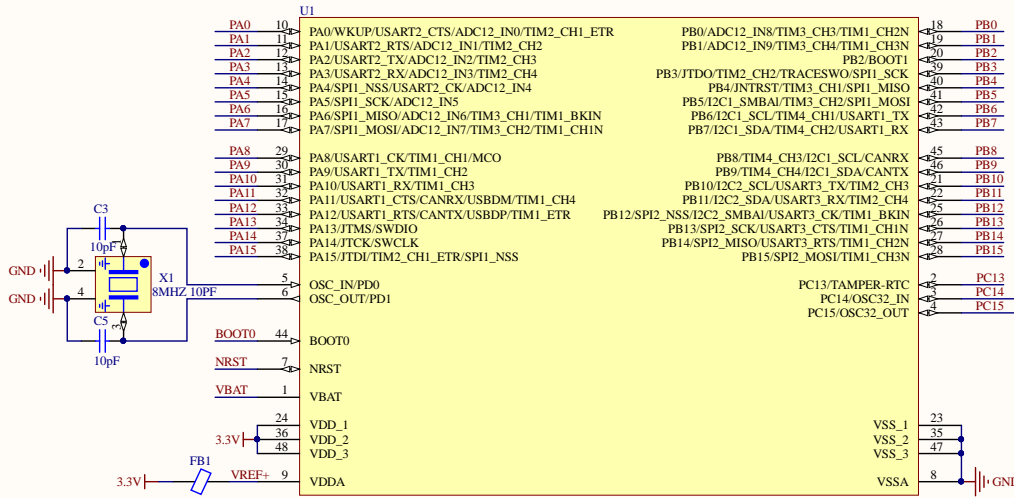 U1
PA0 10 PA0/WKUP/USART2_CTS/ADC12_IN0/TIM2_CH1_ETR PB0/ADC12_IN8/TIM3_CH3/TIM1_CH2N 18 PB0
PA1 11 PA1/USART2_RTS/ADC12_IN1/TIM2_CH2 PB1/ADC12_IN9/TIM3_CH4/TIM1_CH3N 19 PB1
PA2 12 PA2/USART2_TX/ADC12_IN2/TIM2_CH3 PB2/BOOT1 20 PB2
PA3 13 PA3/USART2_RX/ADC12_IN3/TIM2_CH4 PB3/JTDO/TIM2_CH2/TRACESWO/SPI1_SCK 39 PB3
PA4 14 PA4/SPI1_NSS/USART2_CK/ADC12_IN4 PB4/JNTRST/TIM3_CH1/SPI1_MISO 40 PB4
PA5 15 PA5/SPI1_SCK/ADC12_IN5 PB5/I2C1_SMBAI/TIM3_CH2/SPI1_MOSI 41 PB5
PA6 16 PA6/SPI1_MISO/ADC12_IN6/TIM3_CH1/TIM1_BKIN PB6/I2C1_SCL/TIM4_CH1/USART1_TX 42 PB6
PA7 17 PA7/SPI1_MOSI/ADC12_IN7/TIM3_CH2/TIM1_CH1N PB7/I2C1_SDA/TIM4_CH2/USART1_RX 43 PB7
PA8 29 PA8/USART1_CK/TIM1_CH1/MCO PB8/TIM4_CH3/I2C1_SCL/CANRX 45 PB8
PA9 30 PA9/USART1_TX/TIM1_CH2 PB9/TIM4_CH4/I2C1_SDA/CANTX 46 PB9
PA10 31 PA10/USART1_RX/TIM1_CH3 PB10/I2C2_SCL/USART3_TX/TIM2_CH3 21 PB10
PA11 32 PA11/USART1_CTS/CANRX/USBDM/TIM1_CH4 PB11/I2C2_SDA/USART3_RX/TIM2_CH4 22 PB11
PA12 33 PA12/USART1_RTS/CANTX/USBDP/TIM1_ETR PB12/SPI2_NSS/I2C2_SMBAI/USART3_CK/TIM1_BKIN 25 PB12
PA13 34 PA13/JTMS/SWDIO PB13/SPI2_SCK/USART3_CTS/TIM1_CH1N 26 PB13
PA14 37 PA14/JTCK/SWCLK PB14/SPI2_MISO/USART3_RTS/TIM1_CH2N 27 PB14
PA15 38 PA15/JTDI/TIM2_CH1_ETR/SPI1_NSS PB15/SPI2_MOSI/TIM1_CH3N 28 PB15
C3
10pF 1
GND 2
X1
8MHZ 10PF
GND 4
C5 3
10pF
5 OSC_IN/PD0 PC13/TAMPER-RTC 2 PC13
6 OSC_OUT/PD1 PC14/OSC32_IN 3 PC14
PC15/OSC32_OUT 4 PC15
BOOT0 44 BOOT0
NRST 7 NRST
VBAT 1 VBAT
24 VDD_1 VSS_1 23
3.3V 36 VDD_2 VSS_2 35
48 VDD_3 VSS_3 47
FB1
3.3V VREF+ 9 VDDA VSSA 8 GND